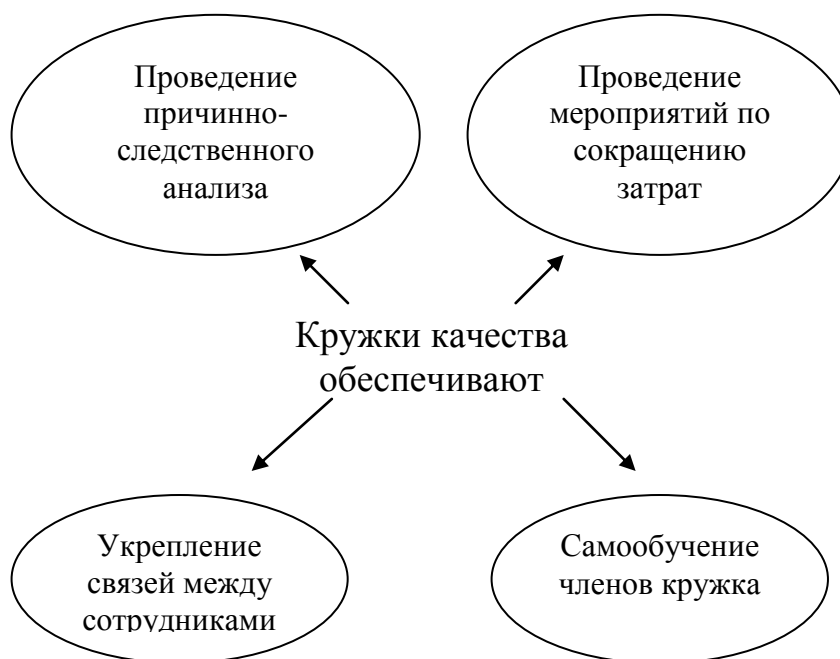 Проведение
причинно-
следственного
анализа
Проведение
мероприятий по
сокращению
затрат
Кружки качества
обеспечивают
Укрепление
связей между
сотрудниками
Самообучение
членов кружка